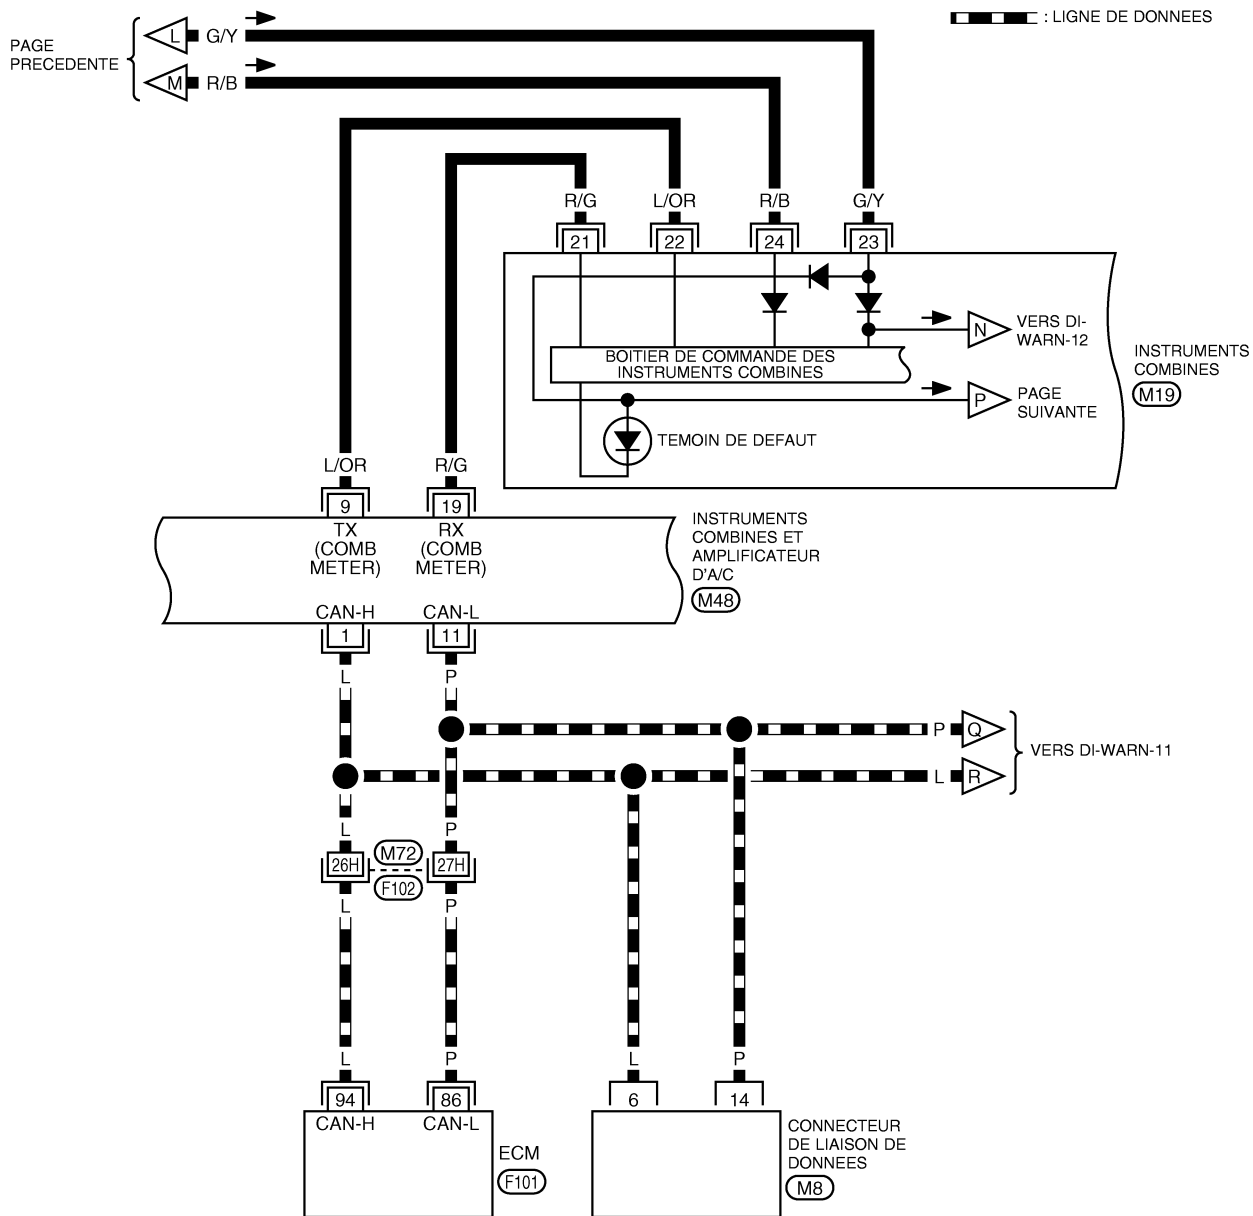 : LIGNE DE DONNEES
PAGE
PRECEDENTE
L
G/Y
M
R/B
R/G
L/OR
R/B
G/Y
21
22
24
23
N
VERS DI-
WARN-12
BOITIER DE COMMANDE DES
INSTRUMENTS COMBINES
P
PAGE
SUIVANTE
TEMOIN DE DEFAUT
INSTRUMENTS
COMBINES
M19
L/OR
R/G
9
19
TX
(COMB
METER)
RX
(COMB
METER)
CAN-H
CAN-L
1
11
INSTRUMENTS
COMBINES ET
AMPLIFICATEUR
D'A/C
M48
L
P
P
Q
L
R
VERS DI-WARN-11
L
P
26H
M72
27H
F102
L
P
L
P
L
P
94
86
6
14
CAN-H
CAN-L
ECM
F101
CONNECTEUR
DE LIAISON DE
DONNEES
M8